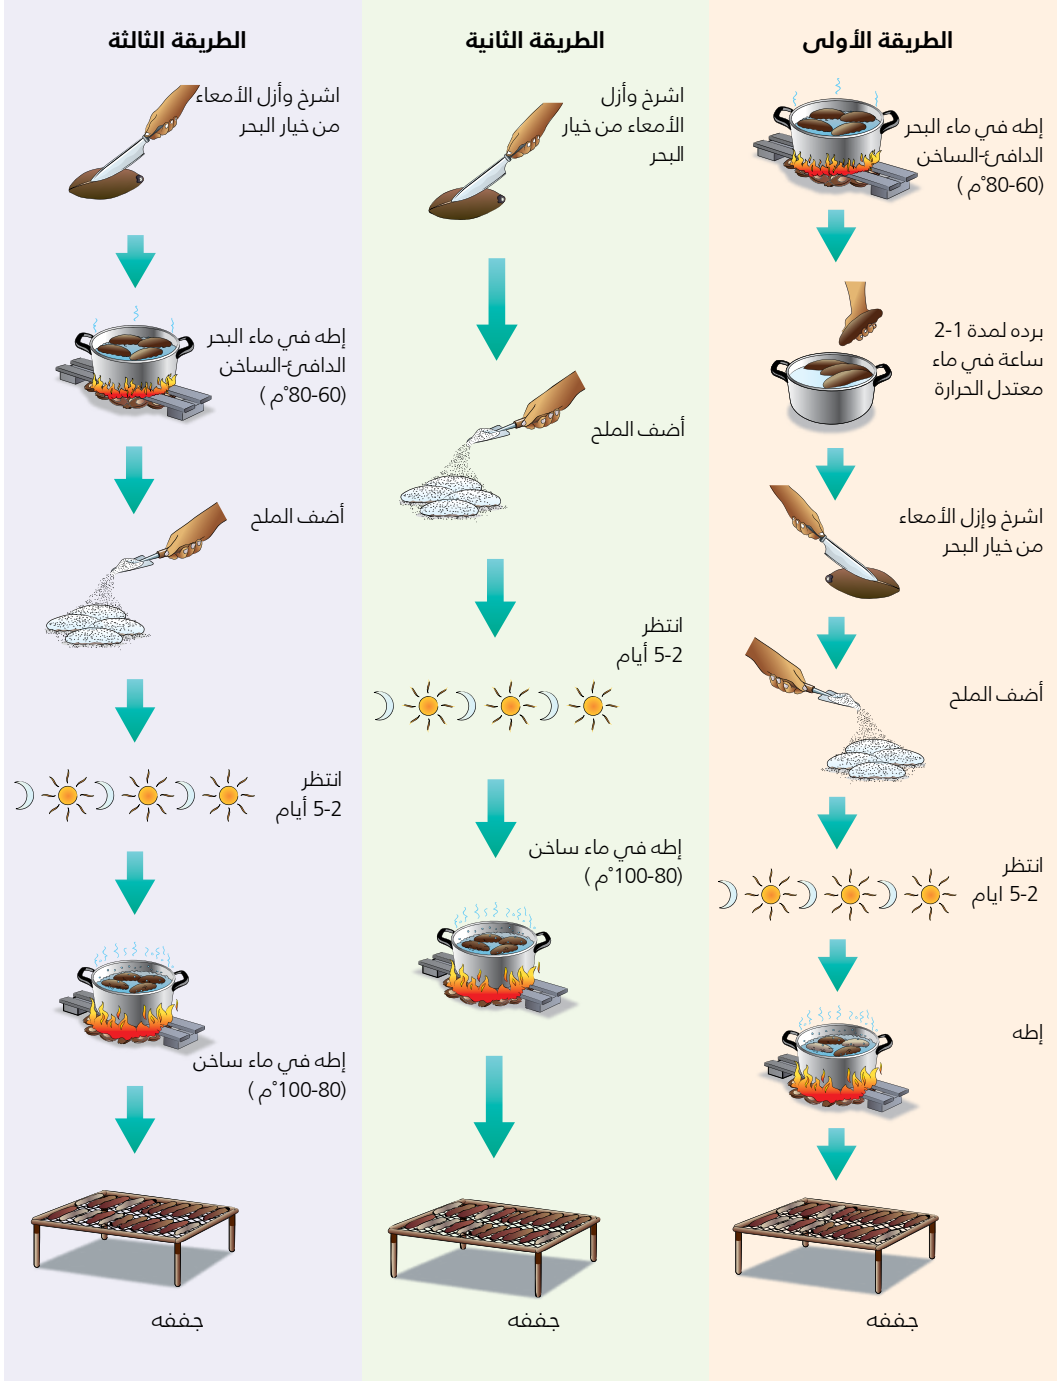 الطريقة الأولى
إطه في ماء البحر
الدافئ-الساخن
(60-80°م )
برده لمدة 1-2
ساعة في ماء
معتدل الحرارة
اشرخ وإزل الأمعاء
من خيار البحر
أضف الملح
انتظر
2-5 ايام
إطه
جففه
الطريقة الثانية
اشرخ وأزل
الأمعاء من خيار
البحر
أضف الملح
انتظر
2-5 أيام
إطه في ماء ساخن
(80-100°م )
جففه
الطريقة الثالثة
اشرخ وأزل الأمعاء
من خيار البحر
إطه في ماء البحر
الدافئ-الساخن
(60-80°م )
أضف الملح
انتظر
2-5 أيام
إطه في ماء ساخن
(80-100°م )
جففه